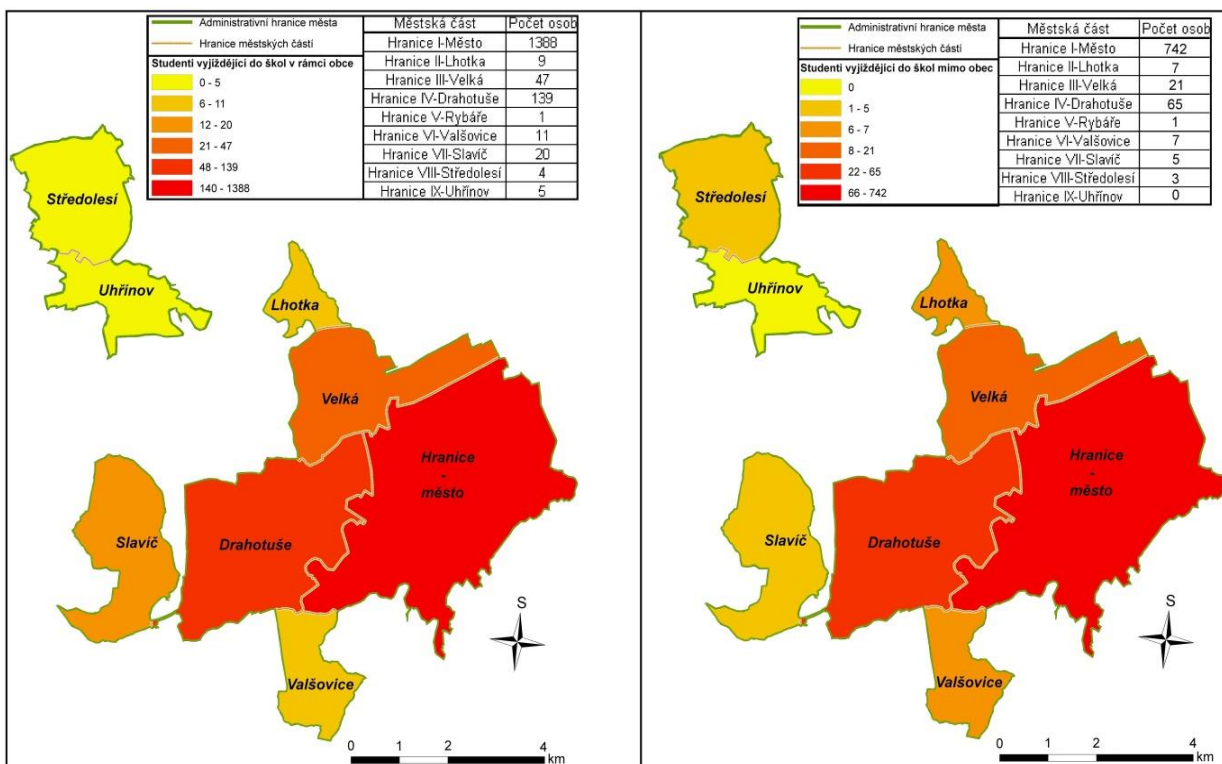 Administrativní hranice města
Hranice městských částí
Studenti vyjíždějící do škol v rámci obce
0 - 5
6 - 11
12 - 20
21 - 47
48 - 139
140 - 1388
Městská část Počet osob
Hranice I-Město 1388
Hranice II-Lhotka 9
Hranice III-Velká 47
Hranice IV-Drahotuše 139
Hranice V-Rybáře 1
Hranice VI-Valšovice 11
Hranice VII-Slavíč 20
Hranice VIII-Středolesí 4
Hranice IX-Uhřínov 5
Středolesí
Uhřínov
Lhotka
Velká
Hranice
-
město
Slavíč
Drahotuše
Valšovice
S
0 1 2 4
km
Administrativní hranice města
Hranice městských částí
Studenti vyjíždějící do škol mimo obec
0
1 - 5
6 - 7
8 - 21
22 - 65
66 - 742
Městská část Počet osob
Hranice I-Město 742
Hranice II-Lhotka 7
Hranice III-Velká 21
Hranice IV-Drahotuše 65
Hranice V-Rybáře 1
Hranice VI-Valšovice 7
Hranice VII-Slavíč 5
Hranice VIII-Středolesí 3
Hranice IX-Uhřínov 0
Středolesí
Uhřínov
Lhotka
Velká
Hranice
-
město
Slavíč
Drahotuše
Valšovice
S
0 1 2 4
km